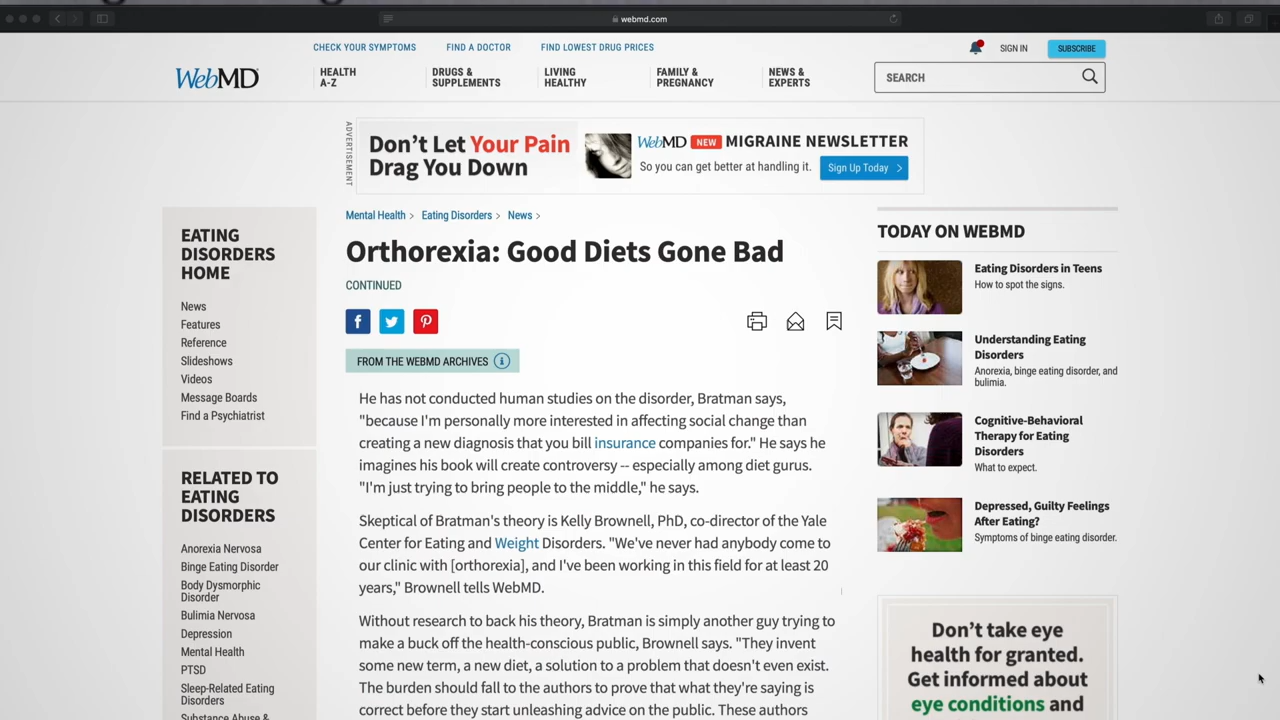 webmd.com
CHECK YOUR SYMPTOMS
FIND A DOCTOR
FIND LOWEST DRUG PRICES
SIGN IN
SUBSCRIBE
WebMD
HEALTH
A-Z
DRUGS &
SUPPLEMENTS
LIVING
HEALTHY
FAMILY &
PREGNANCY
NEWS &
EXPERTS
SEARCH
ADVERTISEMENT
Don't Let Your Pain
Drag You Down
WebMD NEW MIGRAINE NEWSLETTER
So you can get better at handling it.
Sign Up Today >
EATING
DISORDERS
HOME
News
Features
Reference
Slideshows
Videos
Message Boards
Find a Psychiatrist
RELATED TO
EATING
DISORDERS
Anorexia Nervosa
Binge Eating Disorder
Body Dysmorphic
Disorder
Bulimia Nervosa
Depression
Mental Health
PTSD
Sleep-Related Eating
Disorders
Substance Abuse &
Mental Health > Eating Disorders > News >
Orthorexia: Good Diets Gone Bad
CONTINUED
FROM THE WEBMD ARCHIVES
He has not conducted human studies on the disorder, Bratman says,
"because I'm personally more interested in affecting social change than
creating a new diagnosis that you bill insurance companies for." He says he
imagines his book will create controversy -- especially among diet gurus.
"I'm just trying to bring people to the middle," he says.
Skeptical of Bratman's theory is Kelly Brownell, PhD, co-director of the Yale
Center for Eating and Weight Disorders. "We've never had anybody come to
our clinic with [orthorexia], and I've been working in this field for at least 20
years," Brownell tells WebMD.
Without research to back his theory, Bratman is simply another guy trying to
make a buck off the health-conscious public, Brownell says. "They invent
some new term, a new diet, a solution to a problem that doesn't even exist.
The burden should fall to the authors to prove that what they're saying is
correct before they start unleashing advice on the public. These authors
TODAY ON WEBMD
Eating Disorders in Teens
How to spot the signs.
Understanding Eating
Disorders
Anorexia, binge eating disorder, and
bulimia.
Cognitive-Behavioral
Therapy for Eating
Disorders
What to expect.
Depressed, Guilty Feelings
After Eating?
Symptoms of binge eating disorder.
Don't take eye
health for granted.
Get informed about
eye conditions and